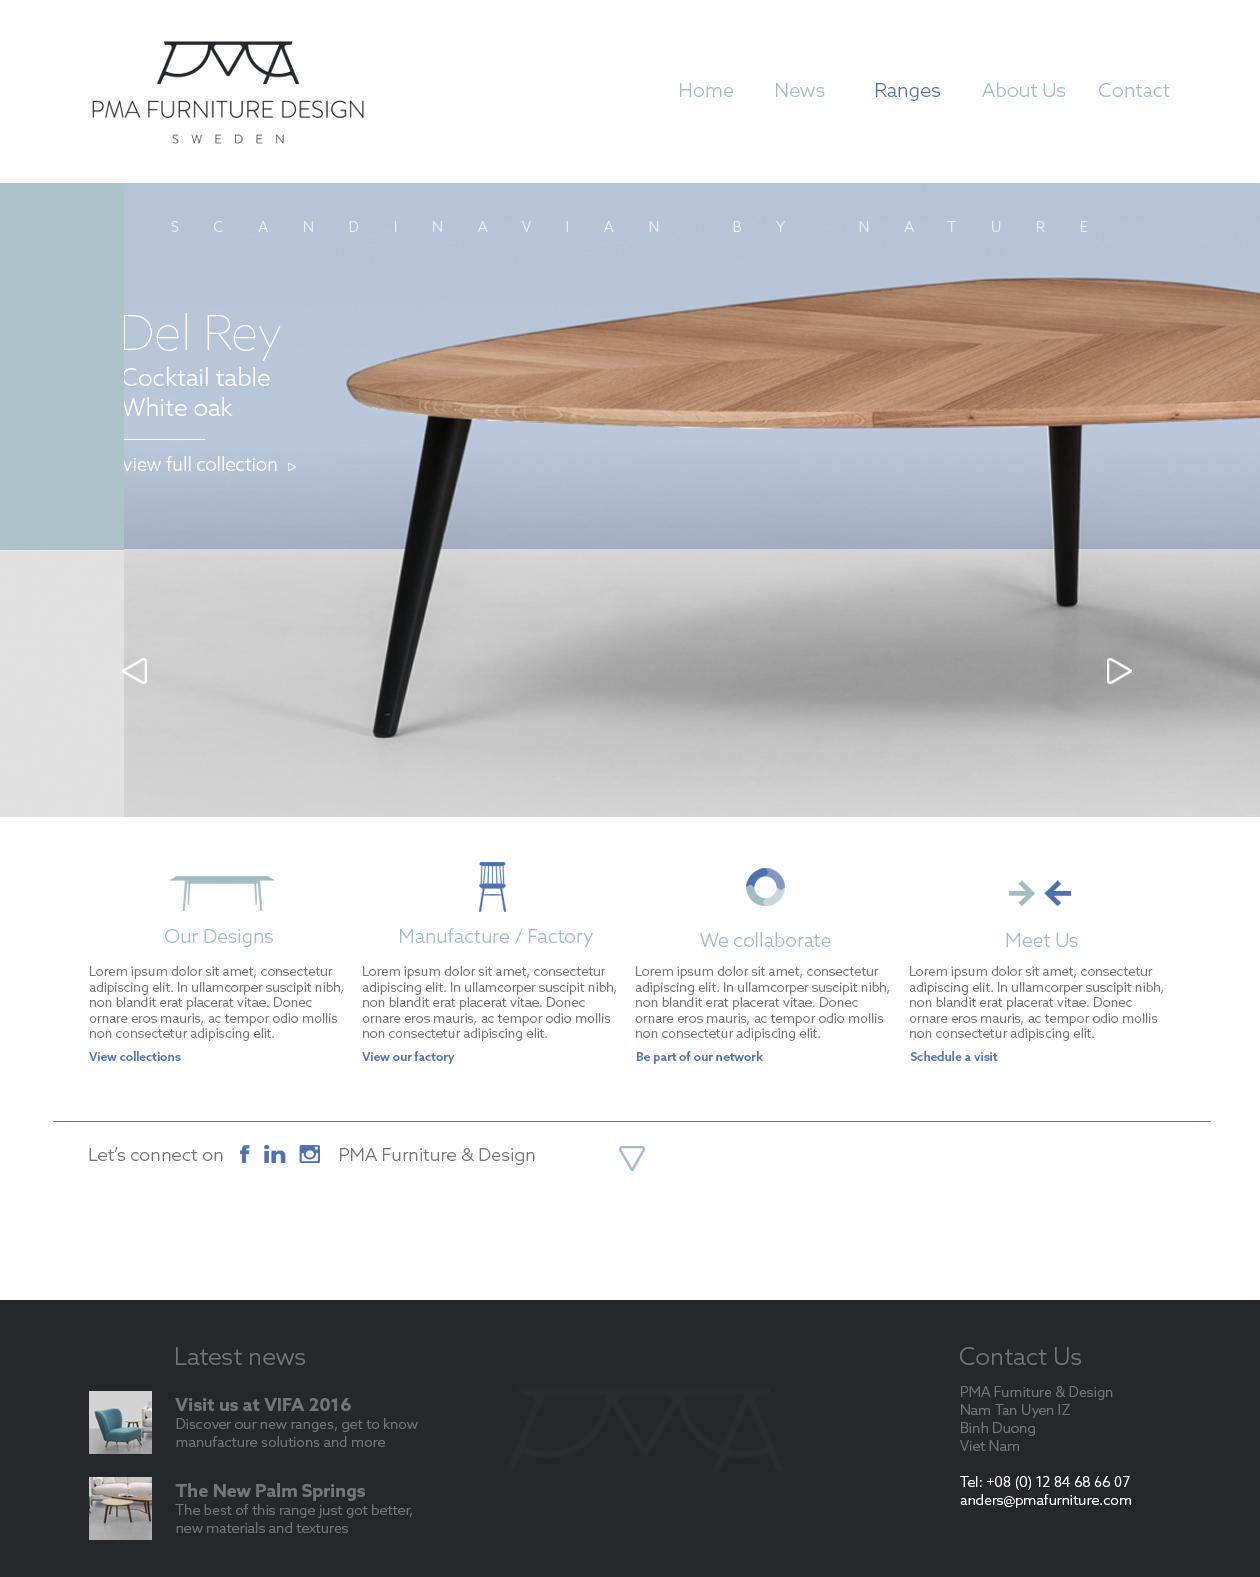 PMA
PMA FURNITURE DESIGN
SWEDEN
Home News Ranges About Us Contact
SCANDINAVIAN BY NATURE
Del Rey
Cocktail table
White oak
view full collection
Our Designs
Lorem ipsum dolor sit amet, consectetur
adipiscing elit. In ullamcorper suscipit nibh,
non blandit erat placerat vitae. Donec
ornare eros mauris, ac tempor odio mollis
non consectetur adipiscing elit.
View collections
Manufacture / Factory
Lorem ipsum dolor sit amet, consectetur
adipiscing elit. In ullamcorper suscipit nibh,
non blandit erat placerat vitae. Donec
ornare eros mauris, ac tempor odio mollis
non consectetur adipiscing elit.
View our factory
We collaborate
Lorem ipsum dolor sit amet, consectetur
adipiscing elit. In ullamcorper suscipit nibh,
non blandit erat placerat vitae. Donec
ornare eros mauris, ac tempor odio mollis
non consectetur adipiscing elit.
Be part of our network
Meet Us
Lorem ipsum dolor sit amet, consectetur
adipiscing elit. In ullamcorper suscipit nibh,
non blandit erat placerat vitae. Donec
ornare eros mauris, ac tempor odio mollis
non consectetur adipiscing elit.
Schedule a visit
Let's connect on f in PMA Furniture & Design
Latest news
Visit us at VIFA 2016
Discover our new ranges, get to know
manufacture solutions and more
The New Palm Springs
The best of this range just got better,
new materials and textures
PMA
Contact Us
PMA Furniture & Design
Nam Tan Uyen IZ
Binh Duong
Viet Nam
Tel: +08 (0) 12 84 68 66 07
anders@pmafurniture.com